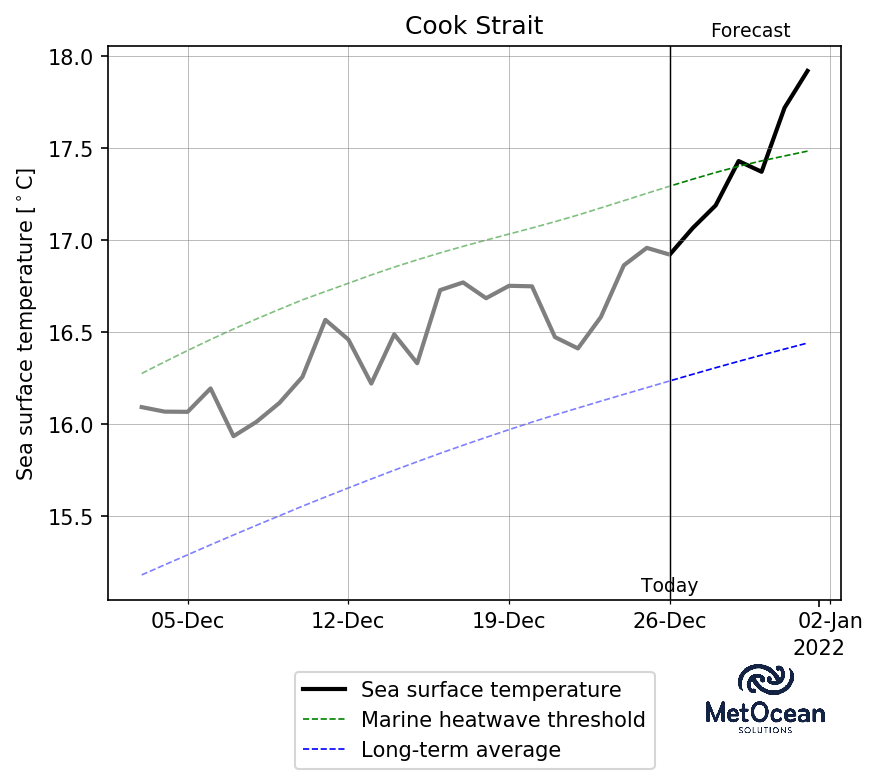 Cook Strait
Forecast
18.0
17.5
17.0
16.5
16.0
15.5
Sea surface temperature [°C]
Today
05-Dec 12-Dec 19-Dec 26-Dec 02-Jan
2022
Sea surface temperature
Marine heatwave threshold
Long-term average
MetOcean
SOLUTIONS